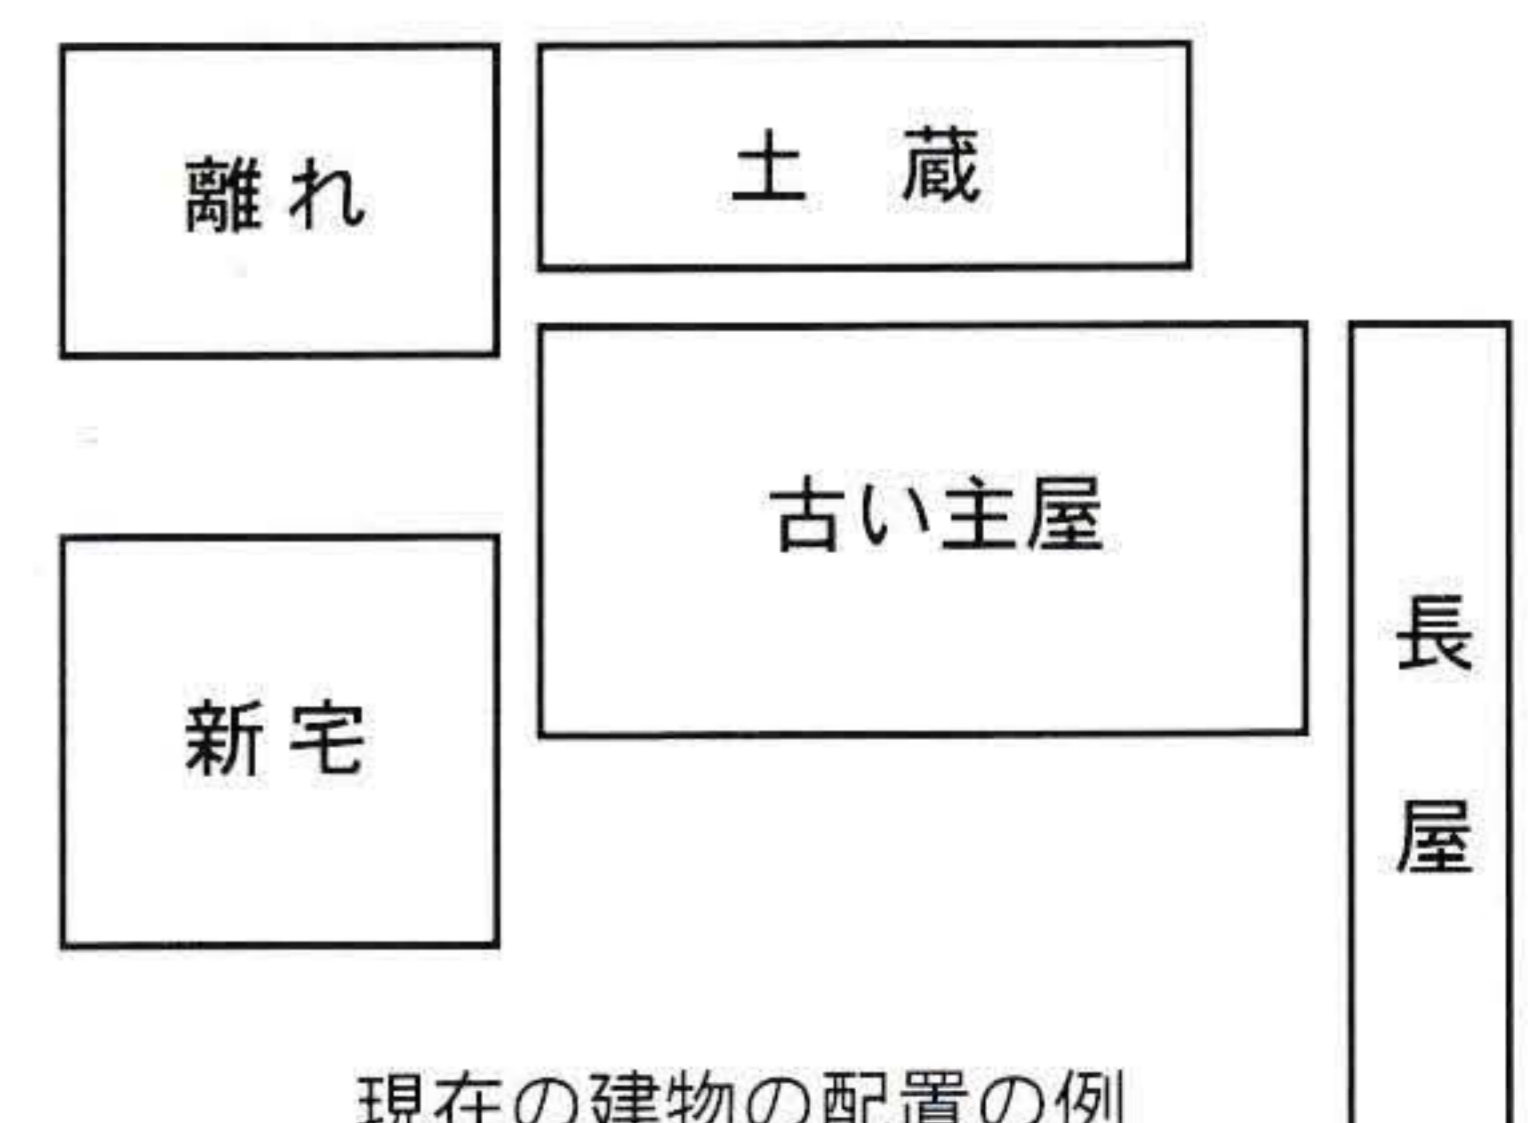 離れ
土蔵
古い主屋
新宅
長屋
現在の建物の配置の例